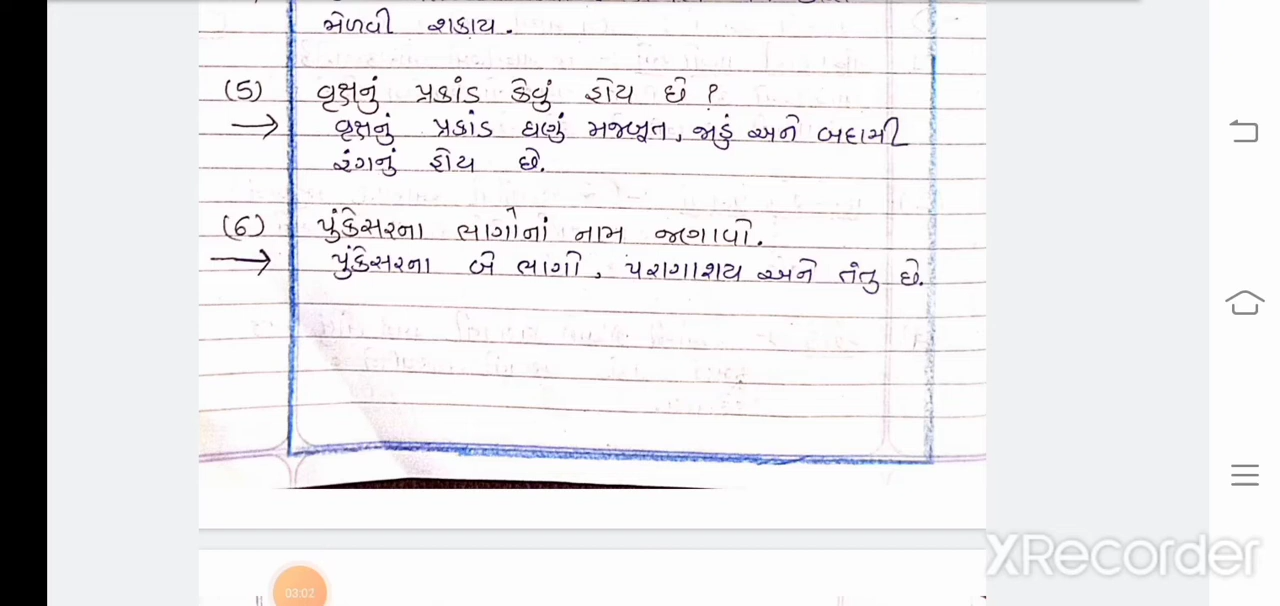 મેળવી શકાય.
(5) વૃક્ષનું પ્રકાંડ કેવું હોય છે ?
→ વૃક્ષનું પ્રકાંડ ઘણું મજબૂત, જાડું અને બદામી
રંગનું હોય છે.
(6) પુંકેસરના ભાગોનાં નામ જણાવો.
→ પુંકેસરના બે ભાગો, પરાગાશય અને તંતુ છે.
XRecorder
03:02